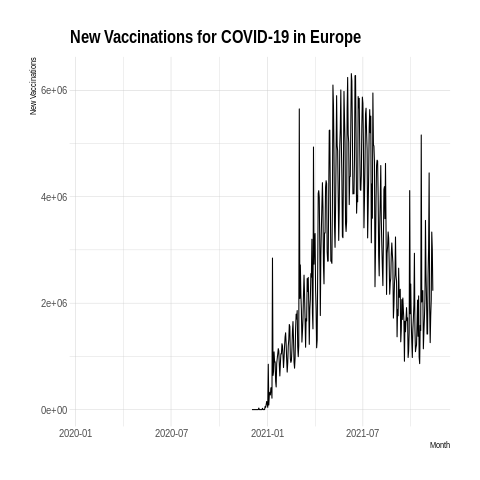 New Vaccinations for COVID-19 in Europe
New Vaccinations
6e+06
4e+06
2e+06
0e+00
2020-01 2020-07 2021-01 2021-07
Month